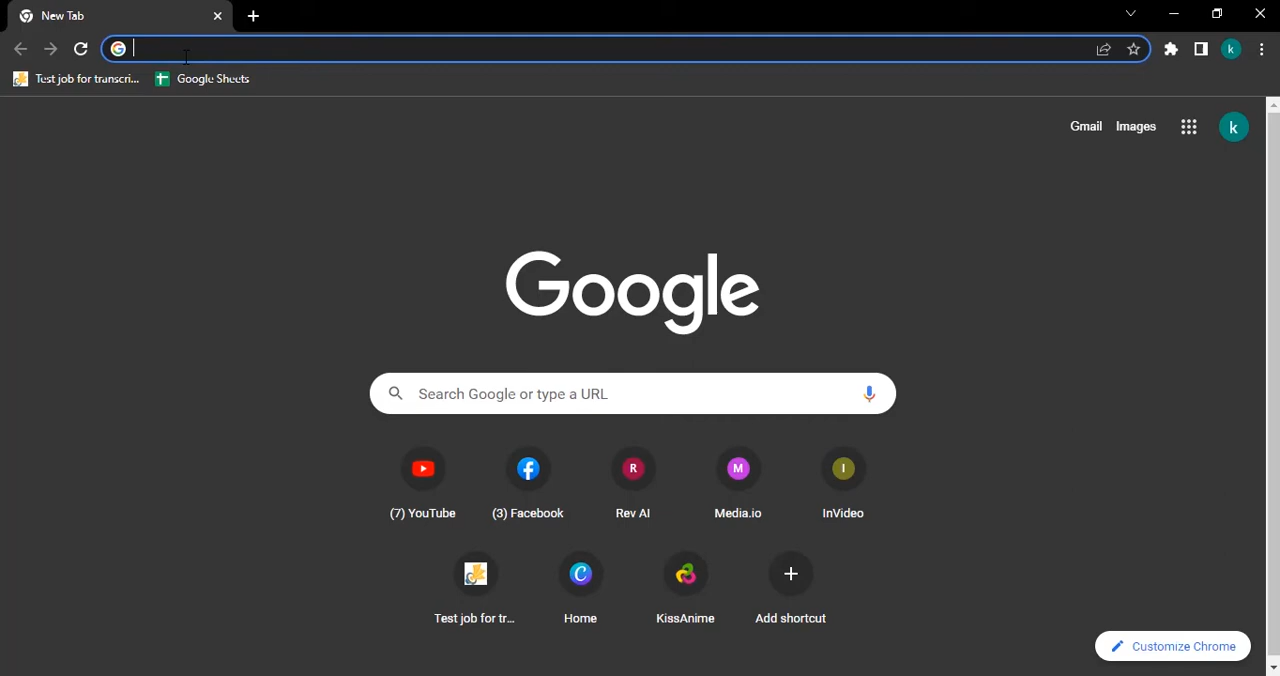 New Tab
Test job for transcri...
Google Sheets
Gmail
Images
k
k
Google
Search Google or type a URL
R
M
I
(7) YouTube
(3) Facebook
Rev AI
Media.io
InVideo
Test job for tr...
Home
KissAnime
Add shortcut
Customize Chrome